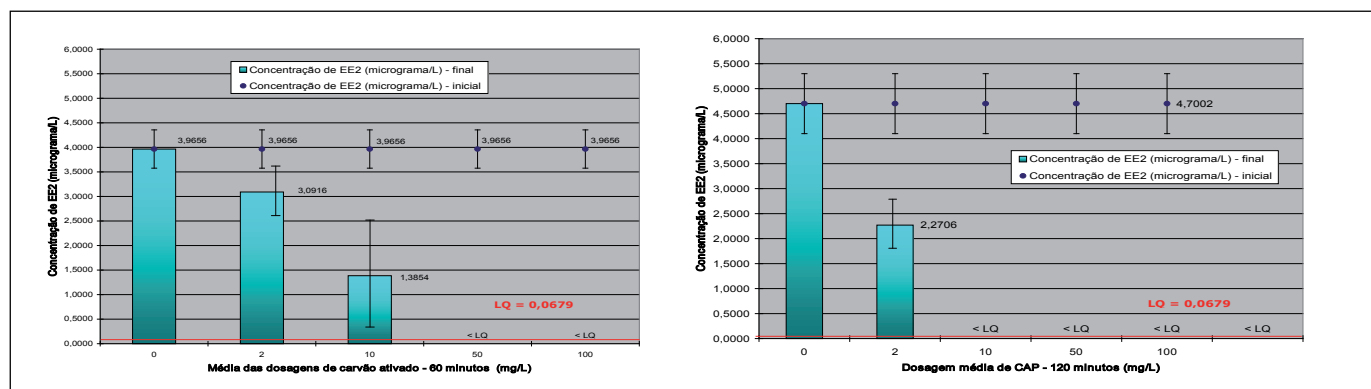 6,0000
5,5000
5,0000
4,5000
4,0000
3,5000
3,0000
2,5000
2,0000
1,5000
1,0000
0,5000
0,0000
Concentração de EE2 (micrograma/L)
Concentração de EE2 (micrograma/L) - final
Concentração de EE2 (micrograma/L) - inicial
3,9656
3,9656
3,9656
3,9656
3,9656
3,0916
1,3854
LQ = 0,0679
< LQ
< LQ
0
2
10
50
100
Média das dosagens de carvão ativado - 60 minutos (mg/L)
6,0000
5,5000
5,0000
4,5000
4,0000
3,5000
3,0000
2,5000
2,0000
1,5000
1,0000
0,5000
0,0000
Concentração de EE2 (micrograma/L)
4,7002
Concentração de EE2 (micrograma/L) - final
Concentração de EE2 (micrograma/L) - inicial
2,2706
LQ = 0,0679
< LQ
< LQ
< LQ
< LQ
0
2
10
50
100
Dosagem média de CAP - 120 minutos (mg/L)